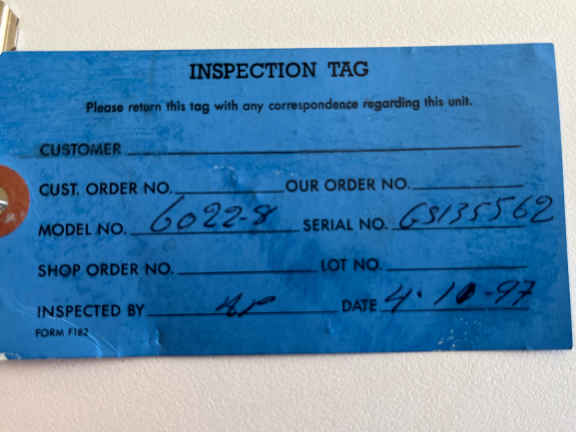 INSPECTION TAG
Please return this tag with any correspondence regarding this unit.
CUSTOMER
CUST. ORDER NO. OUR ORDER NO.
MODEL NO. 6022-8 SERIAL NO. GS135562
SHOP ORDER NO. LOT NO.
INSPECTED BY DATE 4-10-97
FORM F182